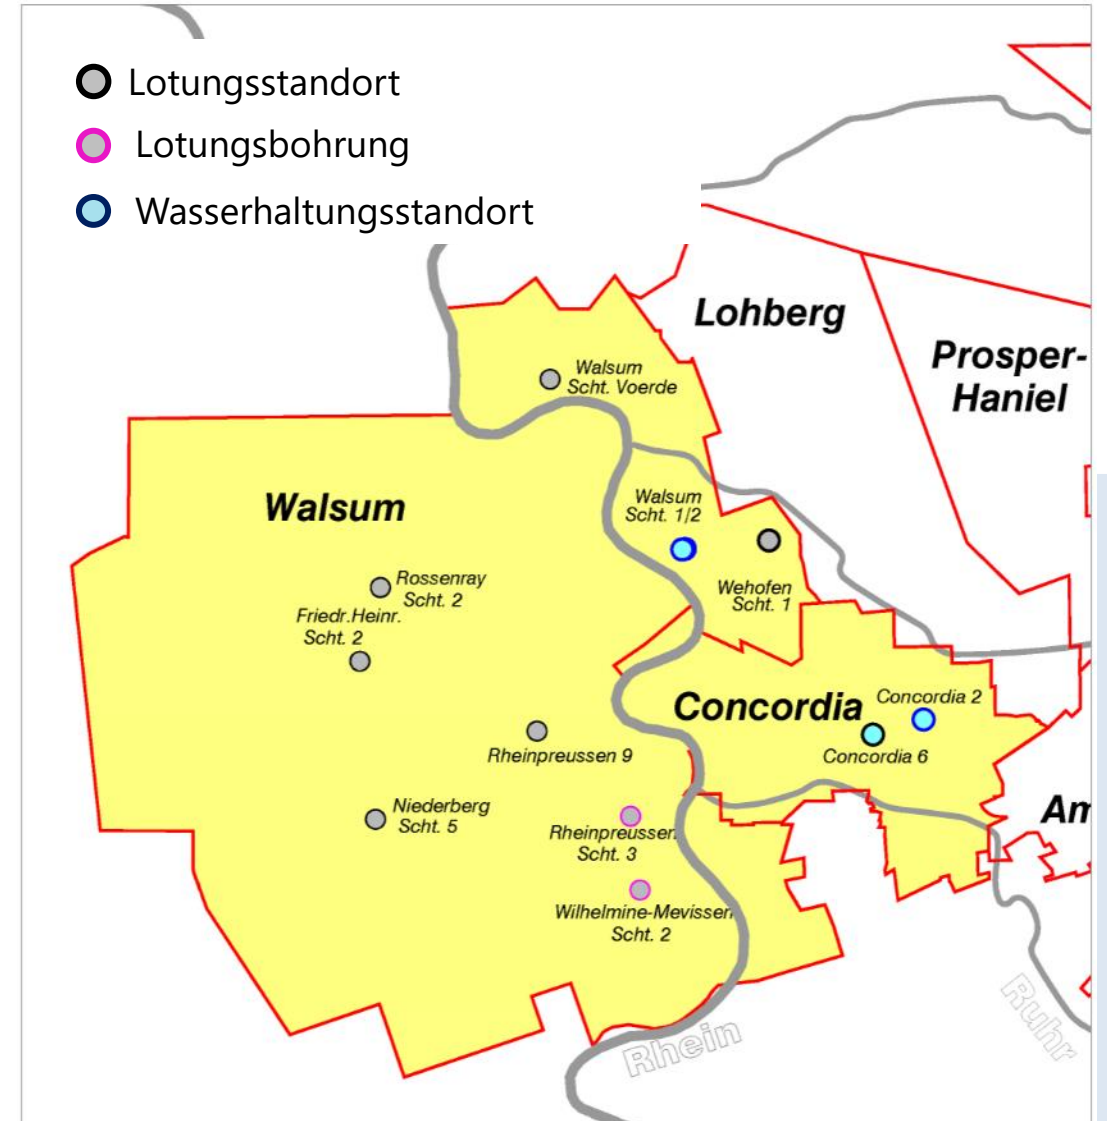 Lotungsstandort
Lotungsbohrung
Wasserhaltungsstandort
Lohberg
Prosper-
Haniel
Walsum
Scht. Voerde
Walsum
Walsum
Scht. 1/2
Wehofen
Scht. 1
Rossenray
Scht. 2
Friedr.Heinr.
Scht. 2
Concordia
Concordia 2
Concordia 6
Rheinpreussen 9
Niederberg
Scht. 5
Rheinpreussen
Scht. 3
Am
Wilhelmine-Mevissen
Scht. 2
Rhein
Ruhr